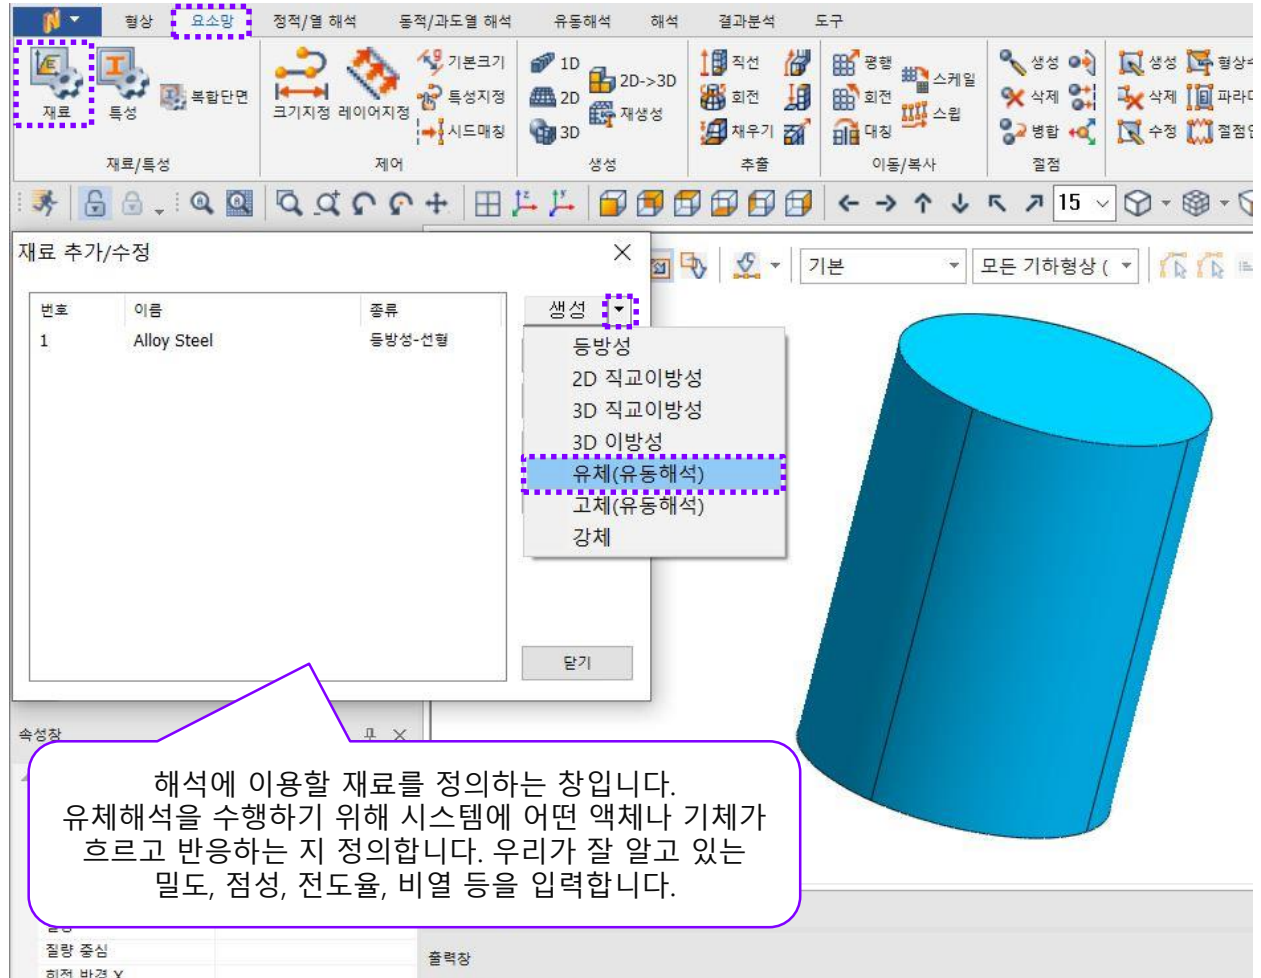 형상 요소망 정적/열 해석 동적/과도열 해석 유동해석 해석 결과분석 도구
기본크기 1D 직선 평행 생성 생성
2D->3D 스케일
복합단면 특성지정 2D 회전 회전 삭제 삭제
재료 특성 크기지정 레이어지정 재생성 스윕
시드매칭 3D 채우기 대칭 병합 수정
재료/특성 제어 생성 추출 이동/복사 절점
15
재료 추가/수정
기본 모든 기하형상 (
번호 이름 종류 생성
1 Alloy Steel 등방성-선형
등방성
2D 직교이방성
3D 직교이방성
3D 이방성
유체(유동해석)
고체(유동해석)
강체
닫기
속성창
해석에 이용할 재료를 정의하는 창입니다.
유체해석을 수행하기 위해 시스템에 어떤 액체나 기체가
흐르고 반응하는 지 정의합니다. 우리가 잘 알고 있는
밀도, 점성, 전도율, 비열 등을 입력합니다.
질량 중심
출력창